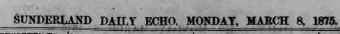 SUNDERLAND DAILY ECHO, MONDAY, MARCH 8, 1875.